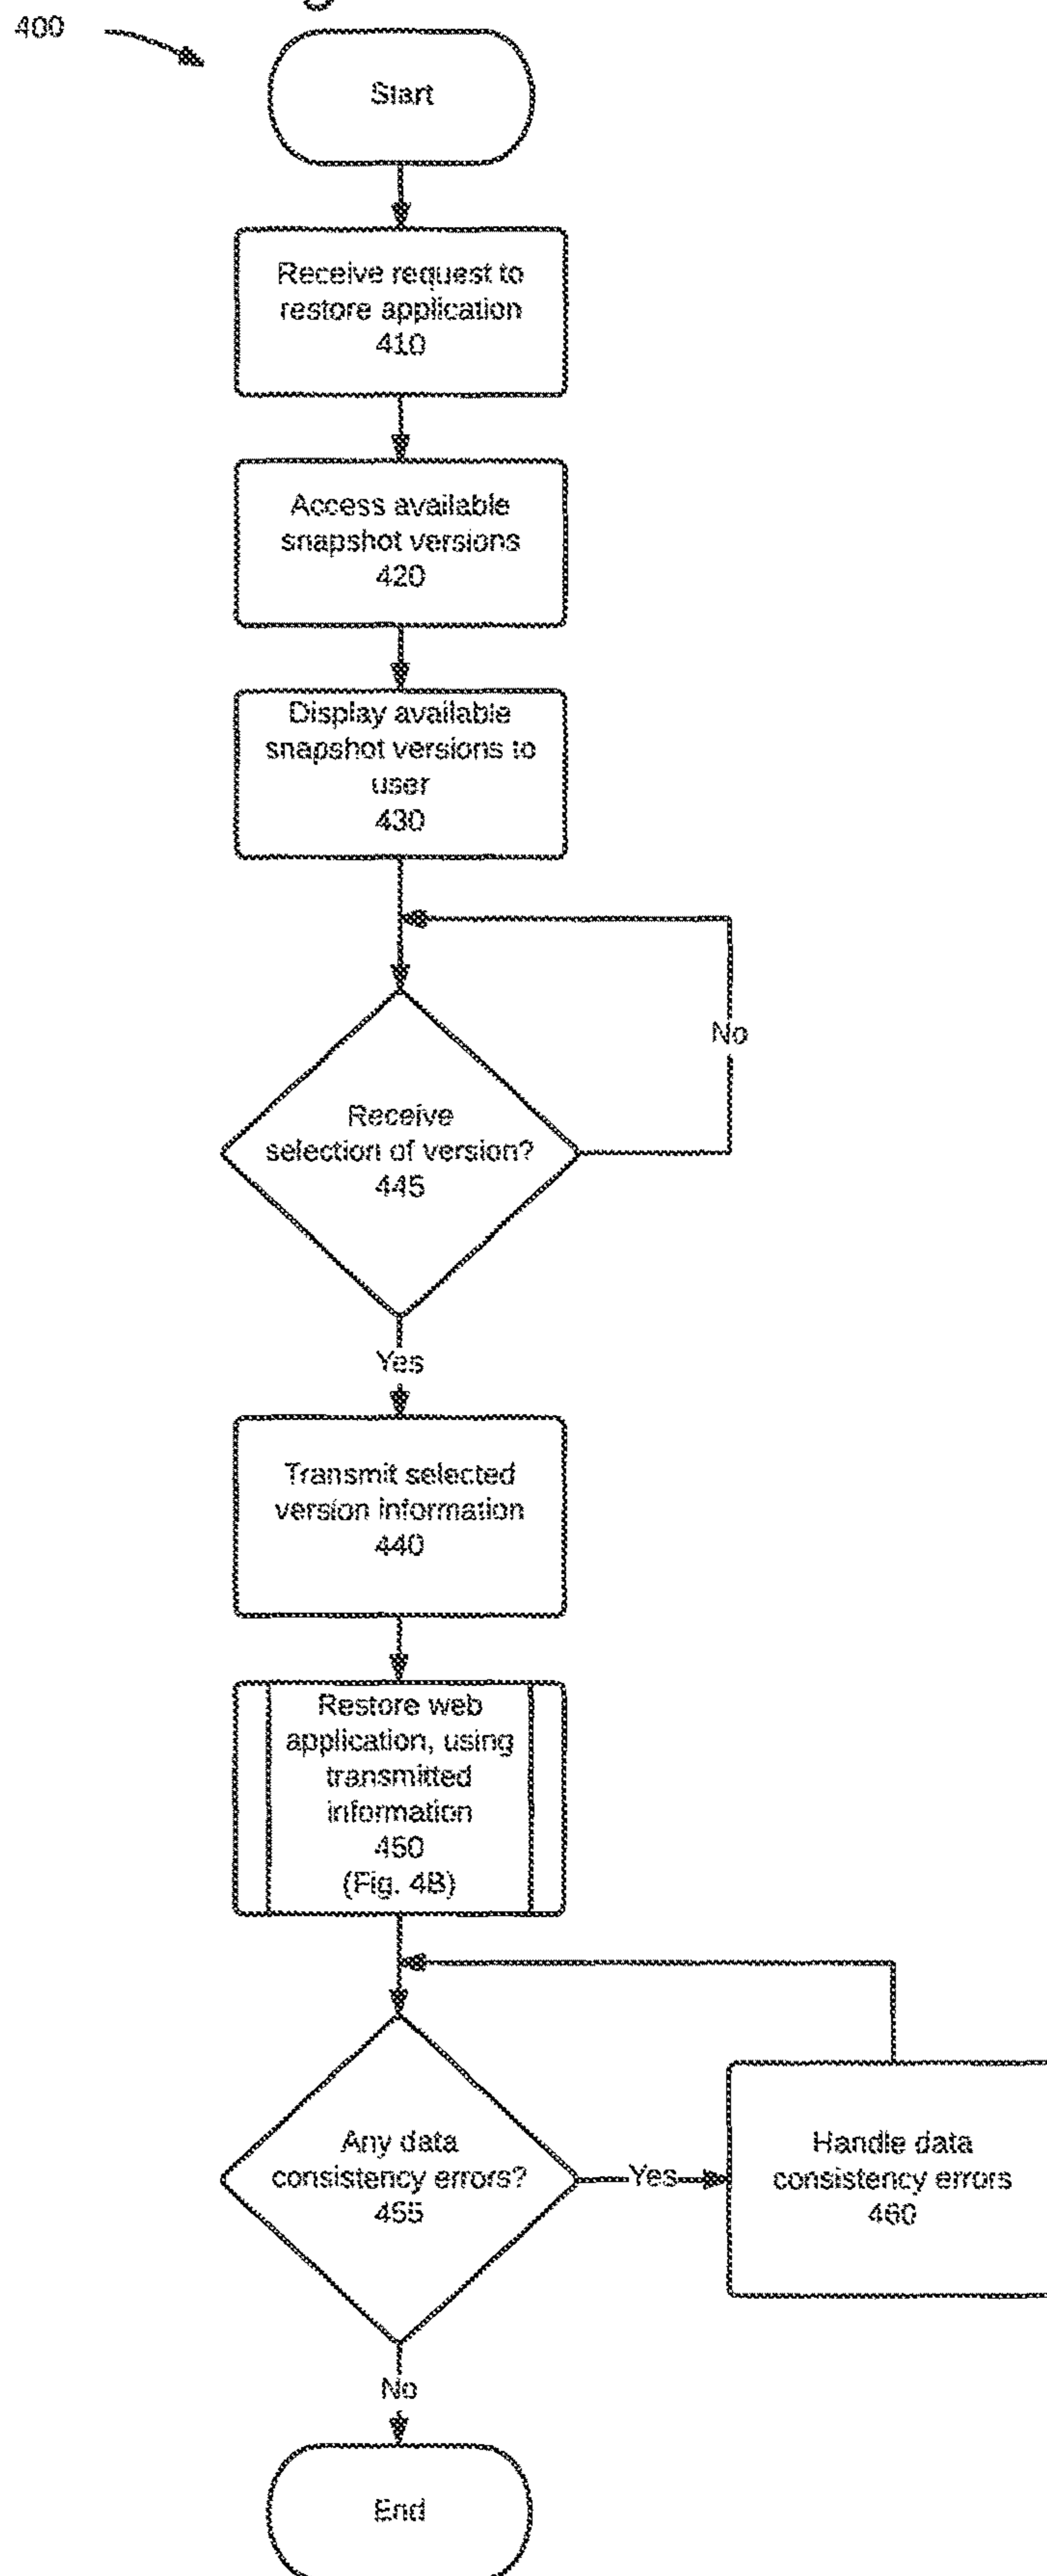 400
Start
Receive request to
restore application
410
Access available
snapshot versions
420
Display available
snapshot versions to
user
430
No
Receive
selection of version?
445
Yes
Transmit selected
version information
440
Restore web
application, using
transmitted
information
450
(Fig. 4B)
Any data
consistency errors?
455
Yes
Handle data
consistency errors
460
No
End